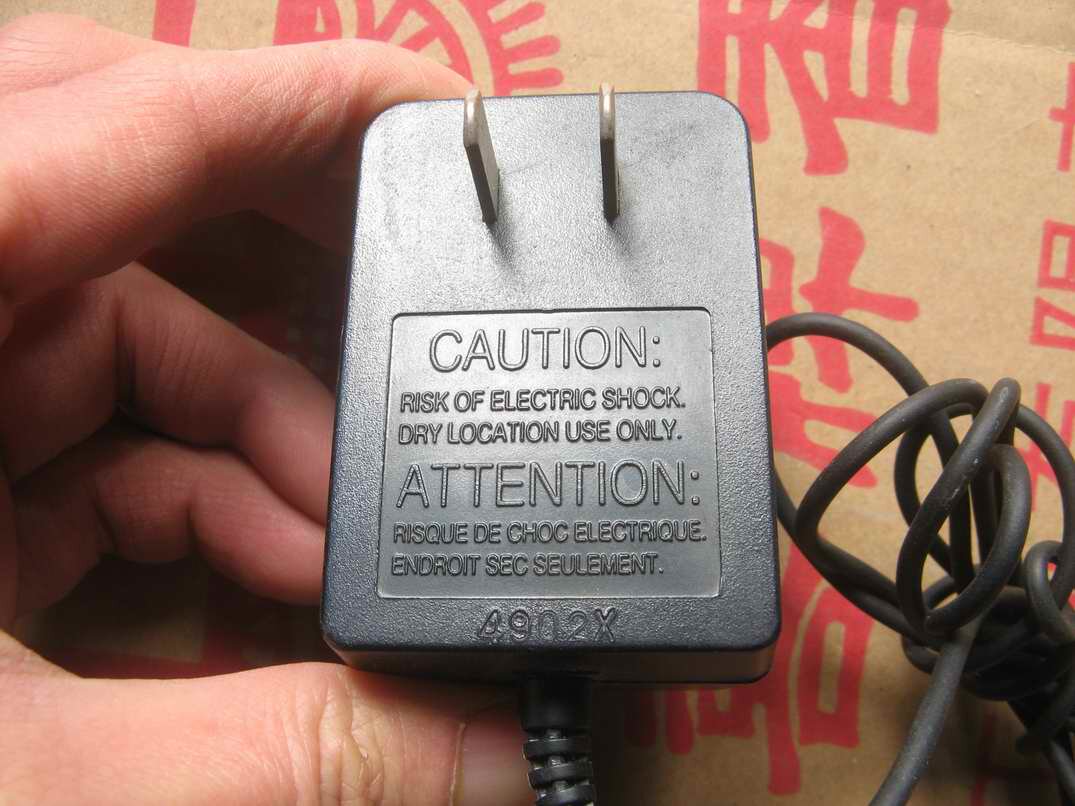 CAUTION:
RISK OF ELECTRIC SHOCK.
DRY LOCATION USE ONLY.
ATTENTION:
RISQUE DE CHOC ELECTRIQUE.
ENDROIT SEC SEULEMENT.
4902X